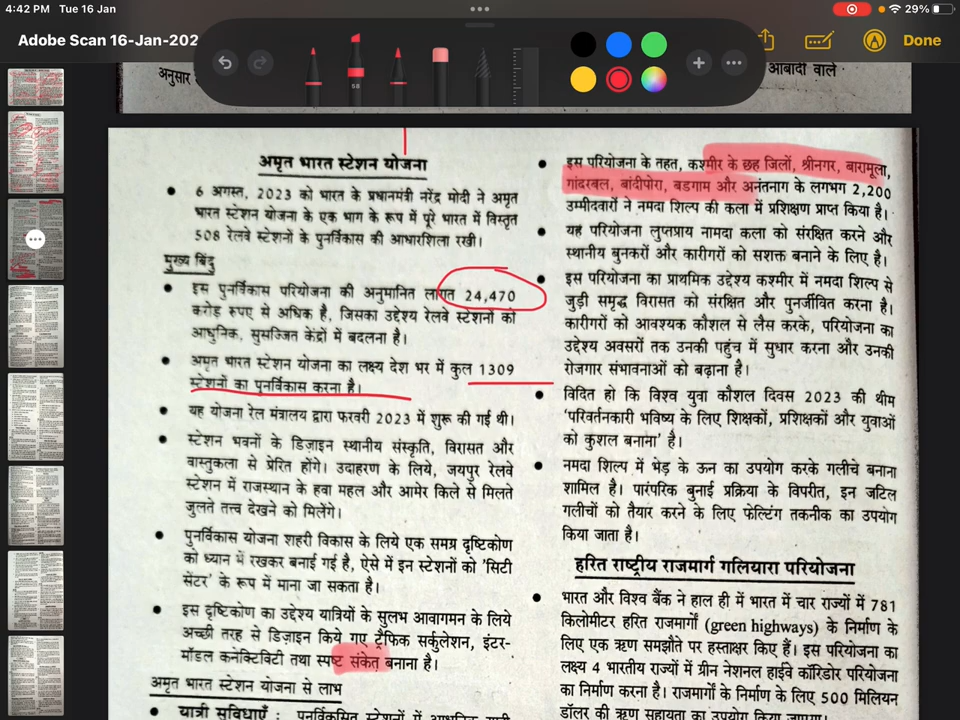 4:42 PM Tue 16 Jan
29%
Adobe Scan 16-Jan-202
58
Done
अनुसार
आबादी वाले
अमृत भारत स्टेशन योजना
● 6 अगस्त, 2023 को भारत के प्रधानमंत्री नरेंद्र मोदी ने अमृत
भारत स्टेशन योजना के एक भाग के रूप में पूरे भारत में विस्तृत
508 रेलवे स्टेशनों के पुनर्विकास की आधारशिला रखी।
मुख्य बिंदु
● इस पुनर्विकास परियोजना की अनुमानित लागत 24,470
करोड़ रुपए से अधिक है, जिसका उद्देश्य रेलवे स्टेशनों को
आधुनिक, सुसज्जित केंद्रों में बदलना है।
● अमृत भारत स्टेशन योजना का लक्ष्य देश भर में कुल 1309
स्टेशनों का पुनर्विकास करना है।
● यह योजना रेल मंत्रालय द्वारा फरवरी 2023 में शुरू की गई थी।
● स्टेशन भवनों के डिज़ाइन स्थानीय संस्कृति, विरासत और
वास्तुकला से प्रेरित होंगे। उदाहरण के लिये, जयपुर रेलवे
स्टेशन में राजस्थान के हवा महल और आमेर किले से मिलते
जुलते तत्त्व देखने को मिलेंगे।
● पुनर्विकास योजना शहरी विकास के लिये एक समग्र दृष्टिकोण
को ध्यान में रखकर बनाई गई है, ऐसे में इन स्टेशनों को 'सिटी
सेंटर' के रूप में माना जा सकता है।
● इस दृष्टिकोण का उद्देश्य यात्रियों के सुलभ आवागमन के लिये
अच्छी तरह से डिज़ाइन किये गए ट्रैफिक सर्कुलेशन, इंटर-
मॉडल कनेक्टिविटी तथा स्पष्ट संकेत बनाना है।
अमृत भारत स्टेशन योजना से लाभ
● यात्री सुविधाएँ : पुनर्विकसित स्टेशनों में आधुनिक यात्री
● इस परियोजना के तहत, कश्मीर के छह जिलों, श्रीनगर, बारामूला,
गांदरबल, बांदीपोरा, बडगाम और अनंतनाग के लगभग 2,200
उम्मीदवारों ने नमदा शिल्प की कला में प्रशिक्षण प्राप्त किया है।
● यह परियोजना लुप्तप्राय नामदा कला को संरक्षित करने और
स्थानीय बुनकरों और कारीगरों को सशक्त बनाने के लिए है।
● इस परियोजना का प्राथमिक उद्देश्य कश्मीर में नमदा शिल्प से
जुड़ी समृद्ध विरासत को संरक्षित और पुनर्जीवित करना है।
कारीगरों को आवश्यक कौशल से लैस करके, परियोजना का
उद्देश्य अवसरों तक उनकी पहुंच में सुधार करना और उनकी
रोजगार संभावनाओं को बढ़ाना है।
● विदित हो कि विश्व युवा कौशल दिवस 2023 की थीम
'परिवर्तनकारी भविष्य के लिए शिक्षकों, प्रशिक्षकों और युवाओं
को कुशल बनाना' है।
● नमदा शिल्प में भेड़ के ऊन का उपयोग करके गलीचे बनाना
शामिल है। पारंपरिक बुनाई प्रक्रिया के विपरीत, इन जटिल
गलीचों को तैयार करने के लिए फेल्टिंग तकनीक का उपयोग
किया जाता है।
हरित राष्ट्रीय राजमार्ग गलियारा परियोजना
● भारत और विश्व बैंक ने हाल ही में भारत में चार राज्यों में 781
किलोमीटर हरित राजमार्गों (green highways) के निर्माण के
लिए एक ऋण समझौते पर हस्ताक्षर किए हैं। इस परियोजना का
लक्ष्य 4 भारतीय राज्यों में ग्रीन नेशनल हाईवे कॉरिडोर परियोजना
का निर्माण करना है। राजमार्गों के निर्माण के लिए 500 मिलियन
डॉलर की ऋण सहायता का उपयोग किया जाएगा।